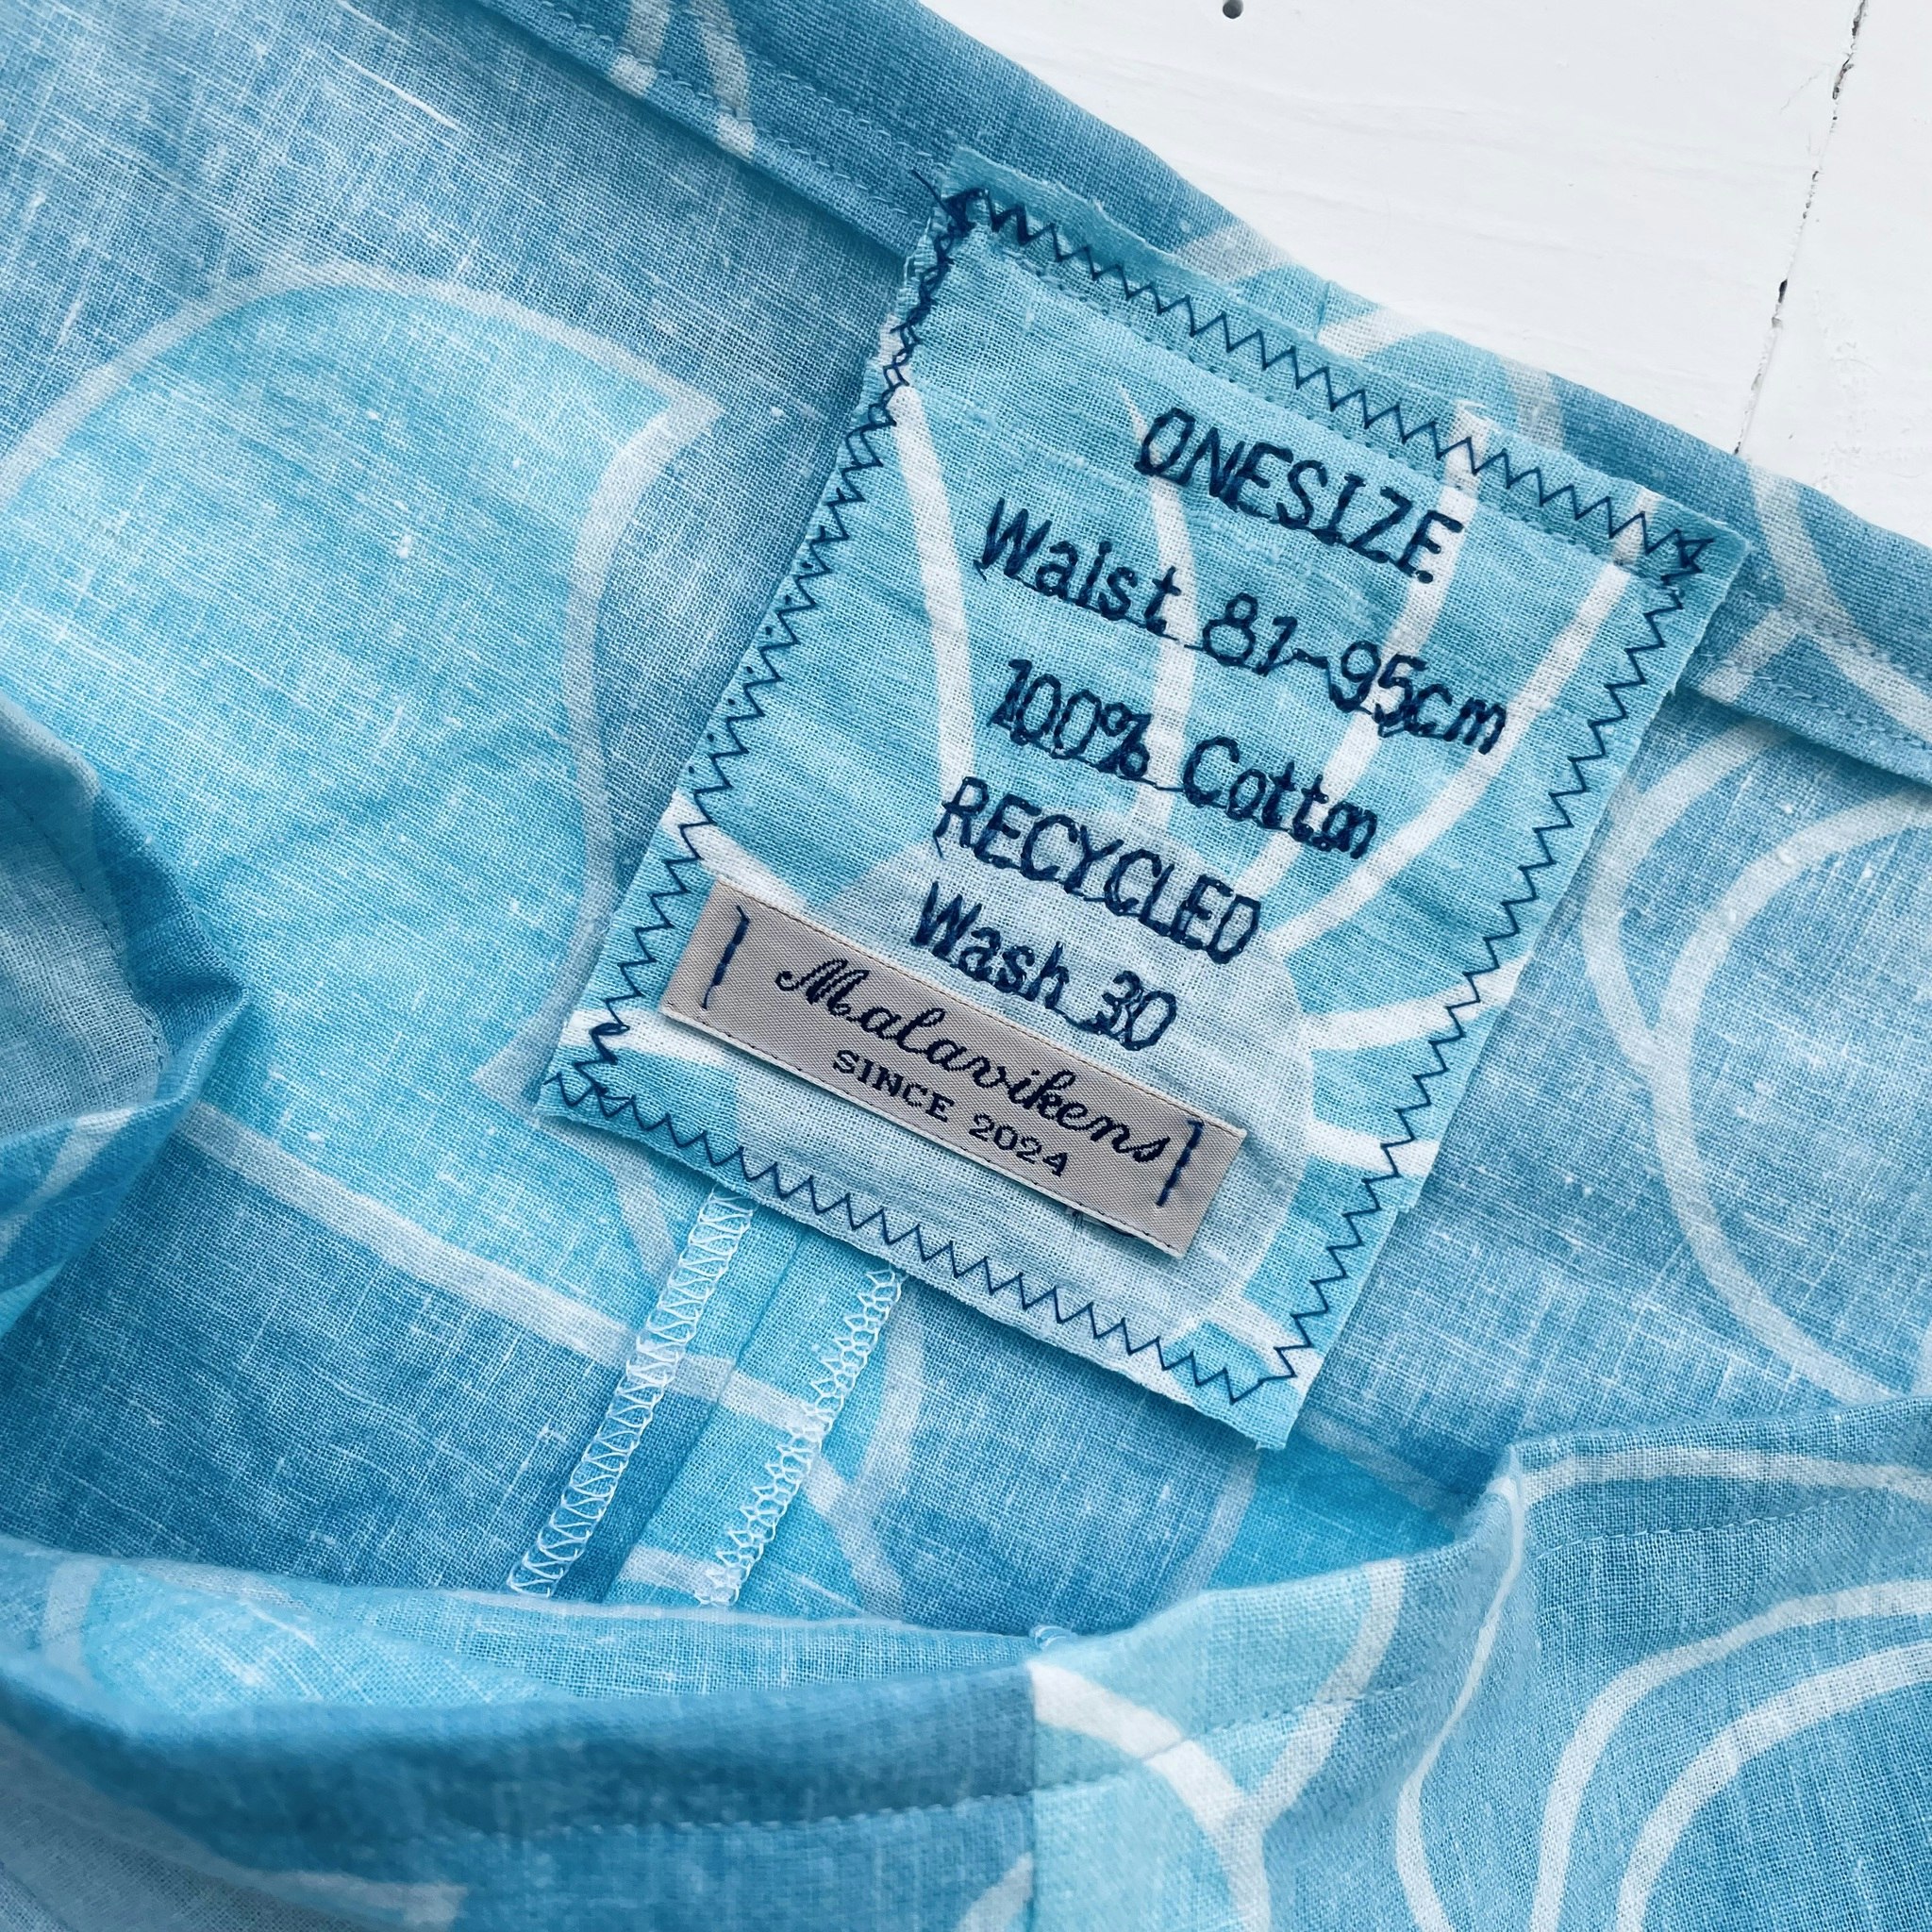 ONESIZE
Waist 81-95cm
100% Cotton
RECYCLED
Wash 30
Malavikens
SINCE 2024